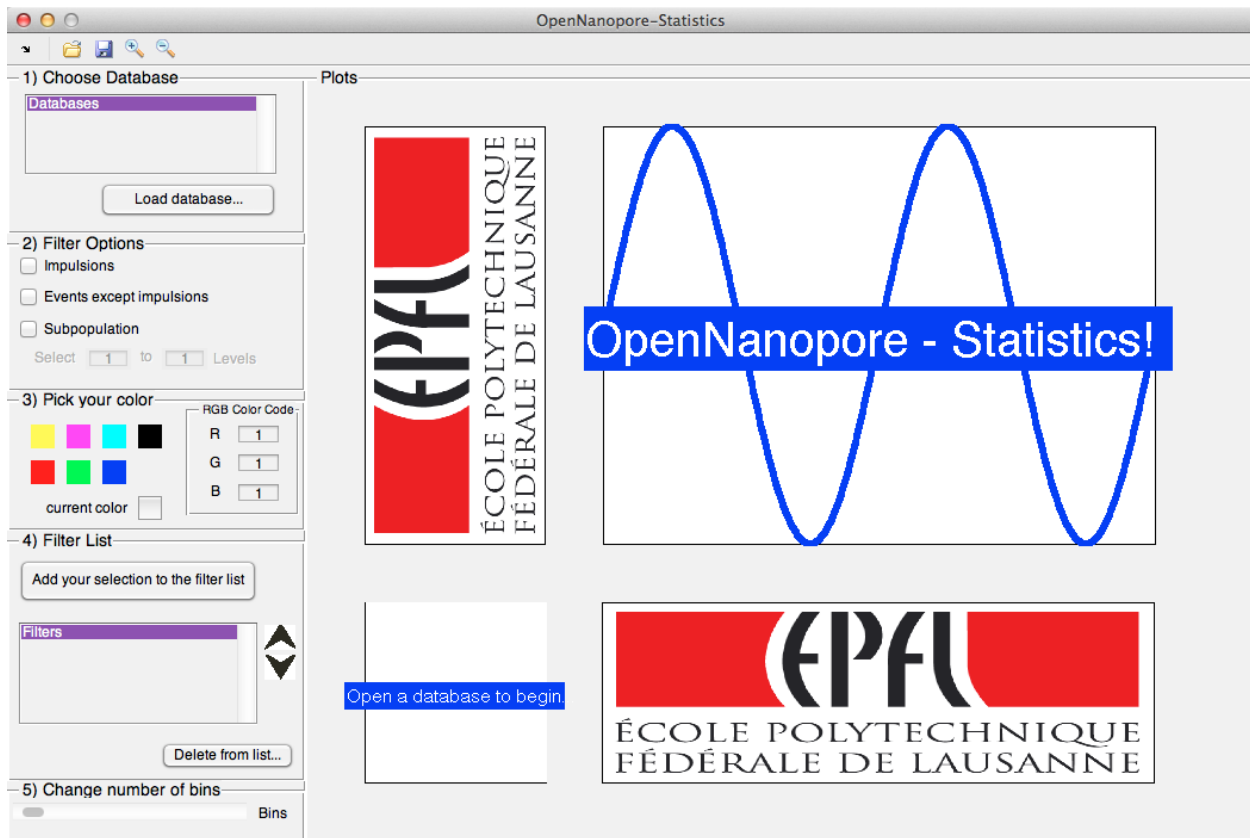 OpenNanopore-Statistics
1) Choose Database
Databases
Load database...
2) Filter Options
Impulsions
Events except impulsions
Subpopulation
Select 1 to 1 Levels
3) Pick your color
RGB Color Code
R 1
G 1
B 1
current color
4) Filter List
Add your selection to the filter list
Filters
Delete from list...
5) Change number of bins
Bins
Plots
EPFL
ÉCOLE POLYTECHNIQUE
FÉDÉRALE DE LAUSANNE
OpenNanopore - Statistics!
Open a database to begin.
EPFL
ÉCOLE POLYTECHNIQUE
FÉDÉRALE DE LAUSANNE